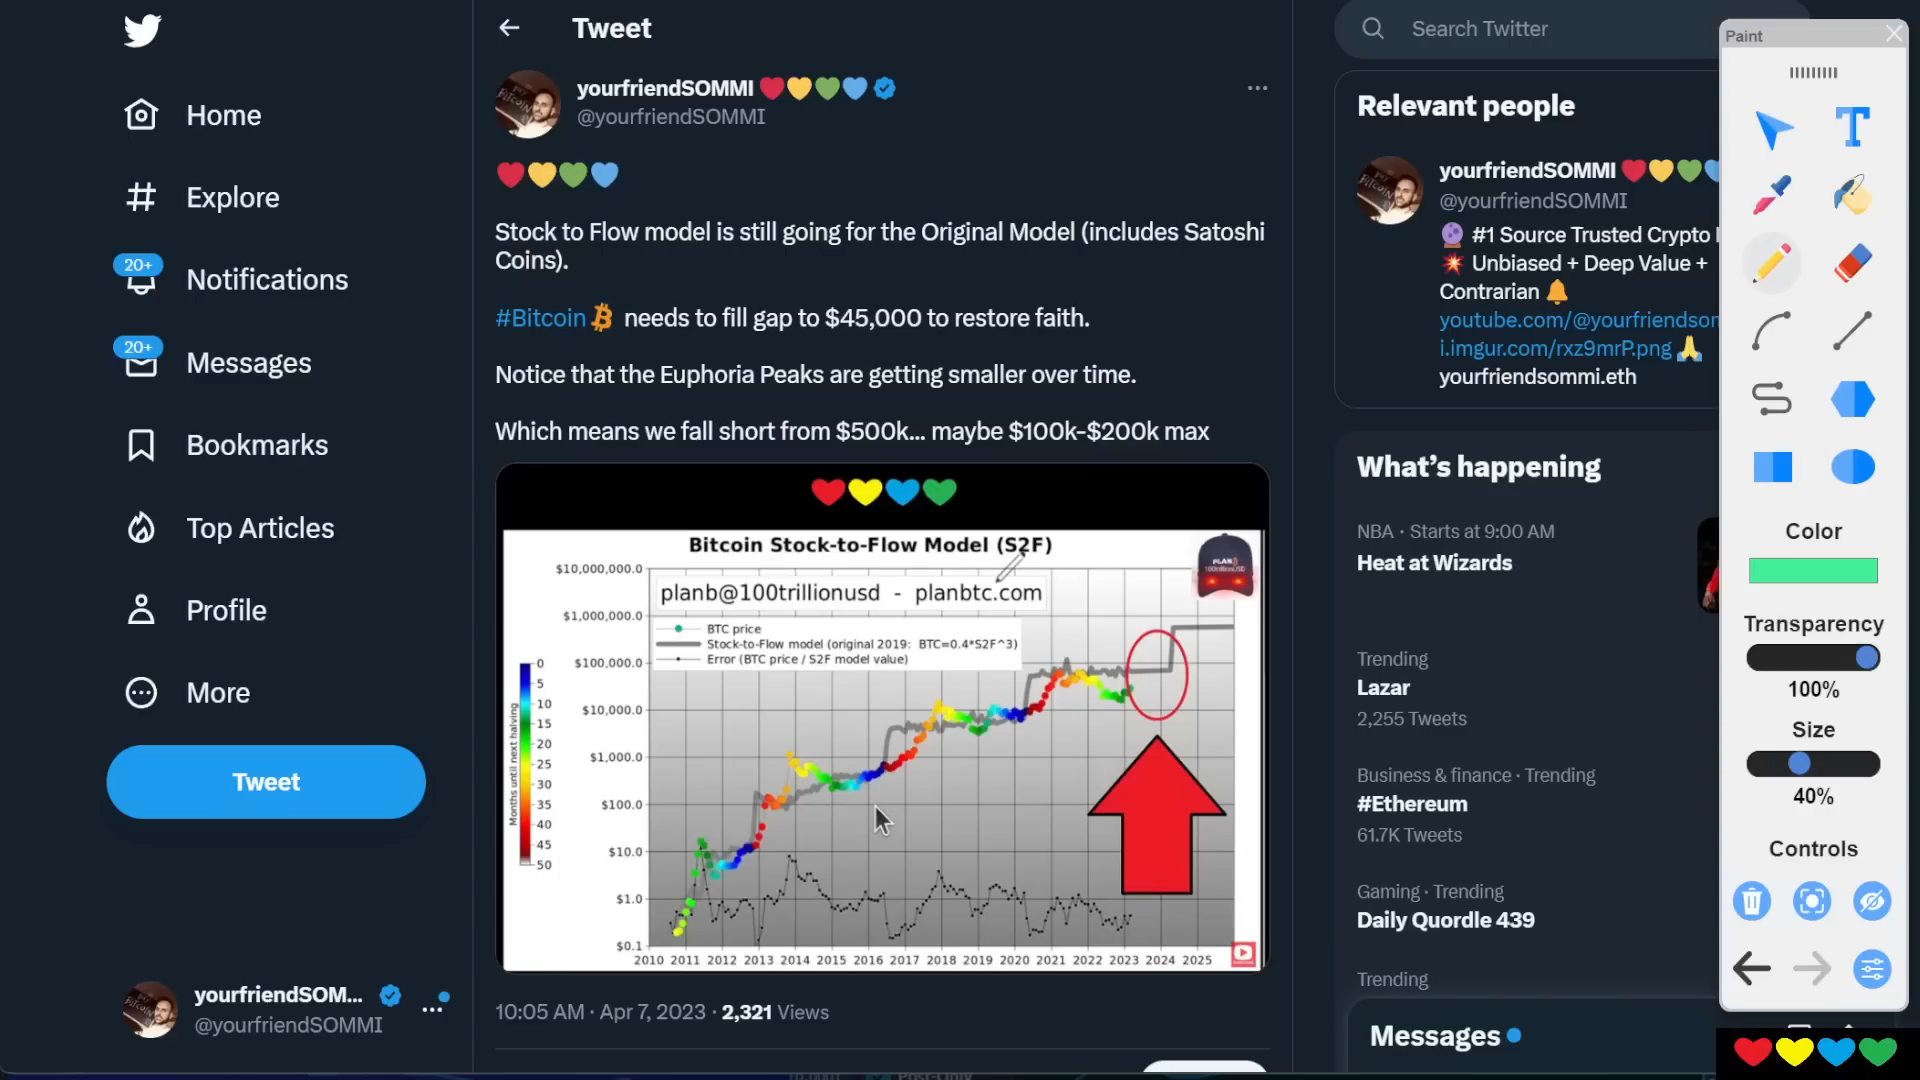 Home
Explore
20+
Notifications
20+
Messages
Bookmarks
Top Articles
Profile
More
Tweet
yourfriendSOM...
@yourfriendSOMMI
Tweet
yourfriendSOMMI
@yourfriendSOMMI
Stock to Flow model is still going for the Original Model (includes Satoshi
Coins).
#Bitcoin needs to fill gap to $45,000 to restore faith.
Notice that the Euphoria Peaks are getting smaller over time.
Which means we fall short from $500k... maybe $100k-$200k max
Bitcoin Stock-to-Flow Model (S2F)
PLANB
100trillionUSD
planb@100trillionusd - planbtc.com
BTC price
Stock-to-Flow model (original 2019: BTC=0.4*S2F^3)
Error (BTC price / S2F model value)
$10,000,000.0
$1,000,000.0
$100,000.0
$10,000.0
$1,000.0
$100.0
$10.0
$1.0
$0.1
Months until next halving
0
5
10
15
20
25
30
35
40
45
50
2010 2011 2012 2013 2014 2015 2016 2017 2018 2019 2020 2021 2022 2023 2024 2025
10:05 AM · Apr 7, 2023 · 2,321 Views
Search Twitter
Relevant people
yourfriendSOMMI
@yourfriendSOMMI
#1 Source Trusted Crypto
Unbiased + Deep Value +
Contrarian
youtube.com/@yourfriendsom
i.imgur.com/rxz9mrP.png
yourfriendsommi.eth
What's happening
NBA · Starts at 9:00 AM
Heat at Wizards
Trending
Lazar
2,255 Tweets
Business & finance · Trending
#Ethereum
61.7K Tweets
Gaming · Trending
Daily Quordle 439
Trending
Messages
Paint
Color
Transparency
100%
Size
40%
Controls